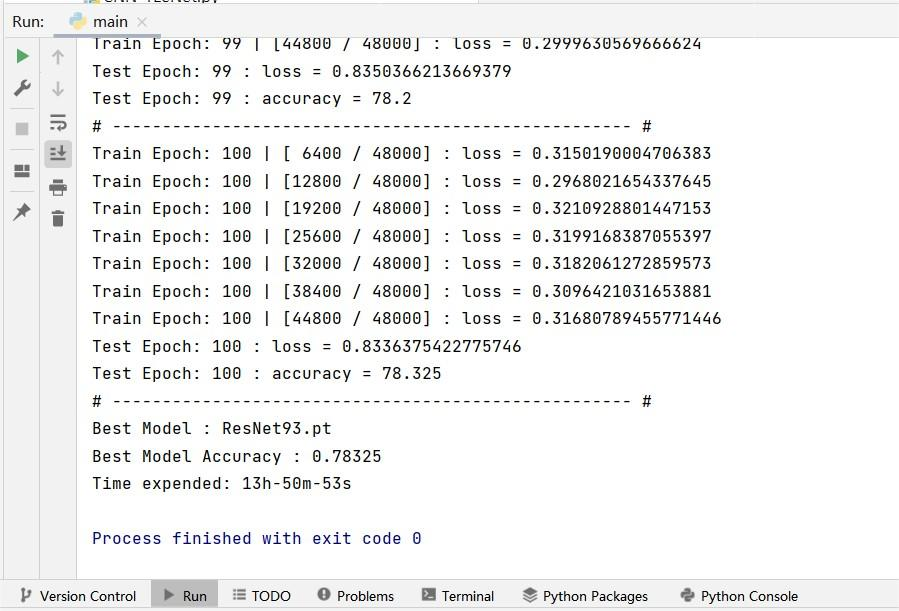 Run: main
Train Epoch: 99 | [44800 / 48000] : loss = 0.2999630569666624
Test Epoch: 99 : loss = 0.8350366213669379
Test Epoch: 99 : accuracy = 78.2
# ---------------------------------------------------- #
Train Epoch: 100 | [ 6400 / 48000] : loss = 0.3150190004706383
Train Epoch: 100 | [12800 / 48000] : loss = 0.2968021654337645
Train Epoch: 100 | [19200 / 48000] : loss = 0.3210928801447153
Train Epoch: 100 | [25600 / 48000] : loss = 0.3199168387055397
Train Epoch: 100 | [32000 / 48000] : loss = 0.3182061272859573
Train Epoch: 100 | [38400 / 48000] : loss = 0.3096421031653881
Train Epoch: 100 | [44800 / 48000] : loss = 0.31680789455771446
Test Epoch: 100 : loss = 0.8336375422775746
Test Epoch: 100 : accuracy = 78.325
# ---------------------------------------------------- #
Best Model : ResNet93.pt
Best Model Accuracy : 0.78325
Time expended: 13h-50m-53s
Process finished with exit code 0
Version Control Run TODO Problems Terminal Python Packages Python Console